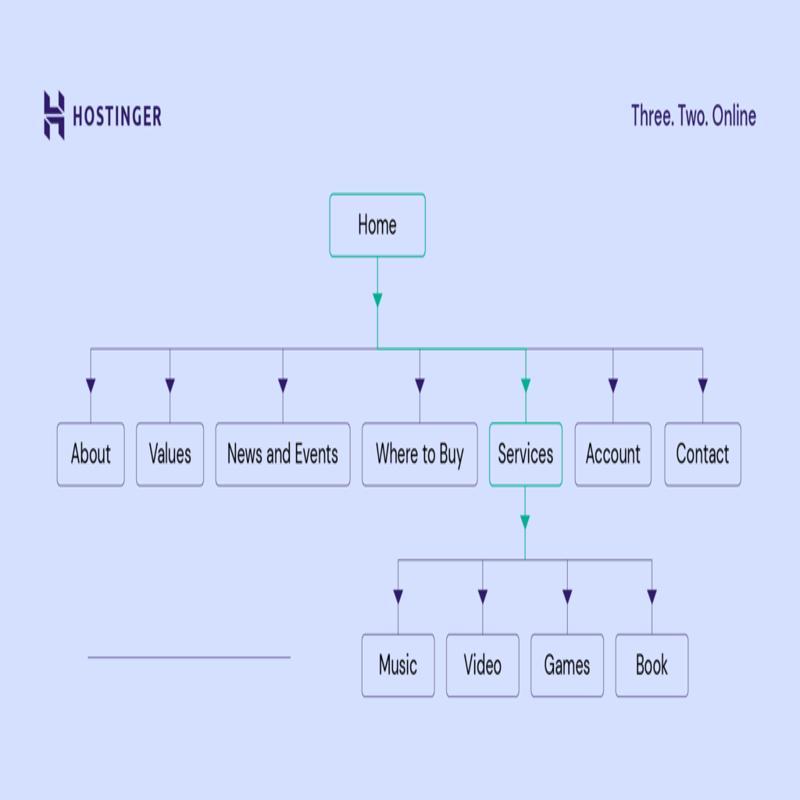 HOSTINGER
Three. Two. Online
Home
About
Values
News and Events
Where to Buy
Services
Account
Contact
Music
Video
Games
Book